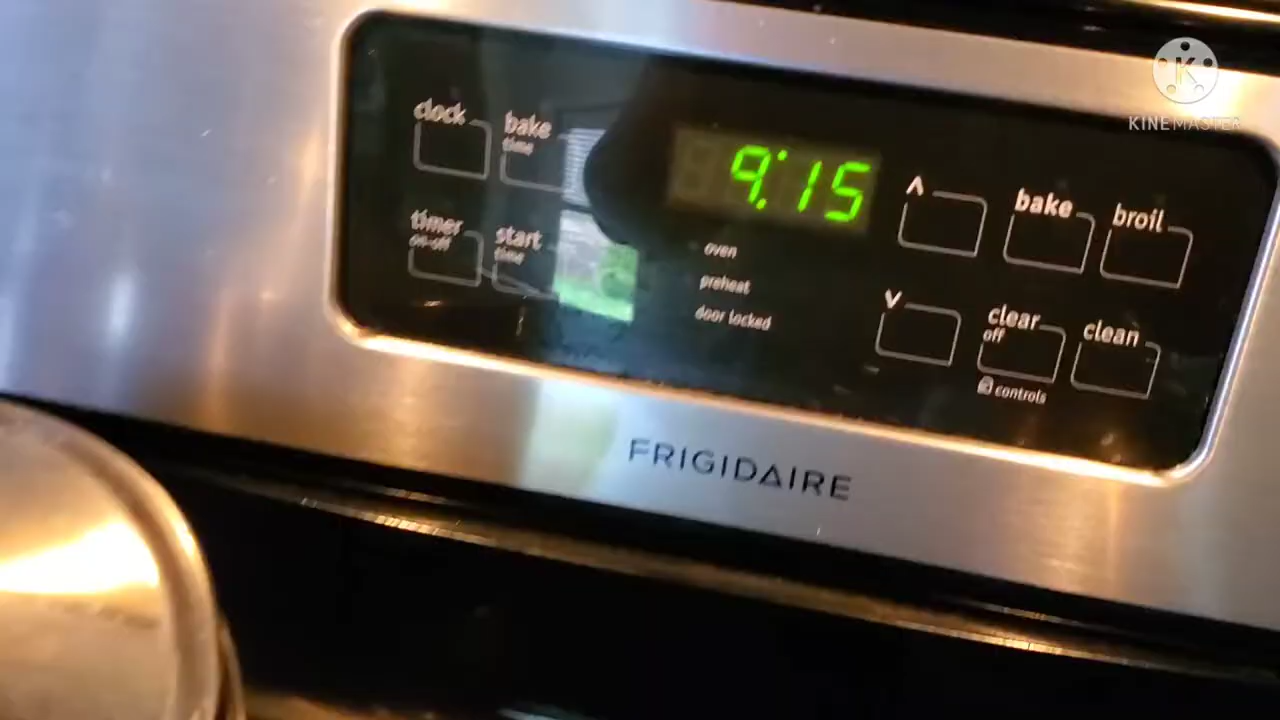 KINEMASTER
clock
bake
time
9:15
bake
broil
timer
on-off
start
time
oven
preheat
door locked
clear
off
clean
controls
FRIGIDAIRE